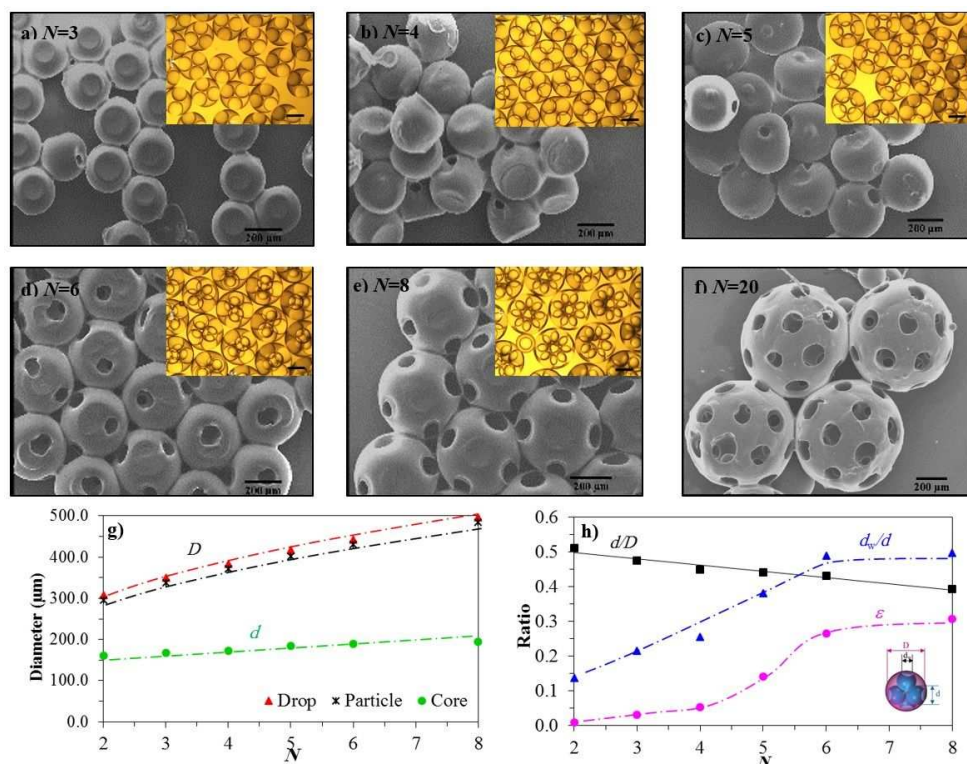 a) N=3
200 µm
b) N=4
200 µm
c) N=5
200 µm
d) N=6
200 µm
e) N=8
200 µm
f) N=20
200 µm
g)
500.0
400.0
300.0
200.0
100.0
0.0
Diameter (µm)
D
d
Drop
Particle
Core
2 3 4 5 6 7 8
N
h)
0.6
0.5
0.4
0.3
0.2
0.1
0.0
Ratio
d/D
dw/d
ε
D
d
2 3 4 5 6 7 8
N